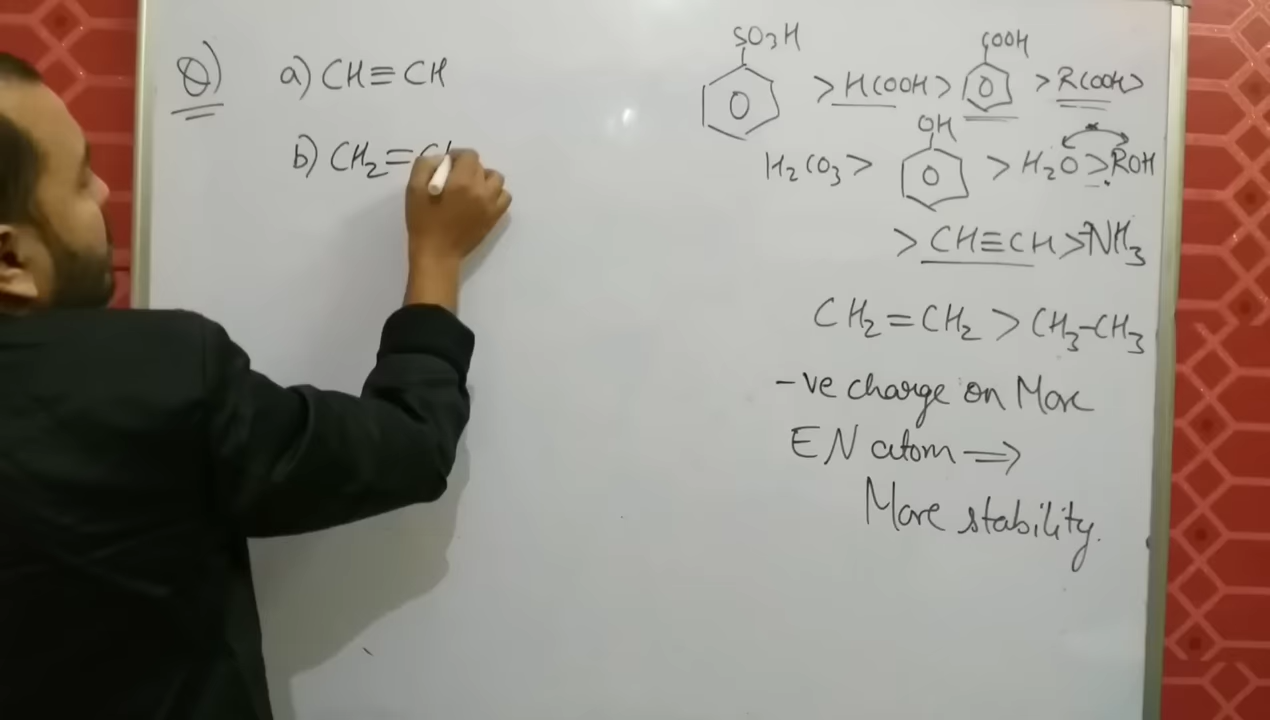 Q) a) CH≡CH
b) CH₂=C
SO₃H
> HCOOH > COOH > RCOOH >
H₂CO₃ > OH > H₂O > ROH
> CH≡CH > NH₃
CH₂=CH₂ > CH₃-CH₃
-ve charge on More
EN atom ⇒
More stability.